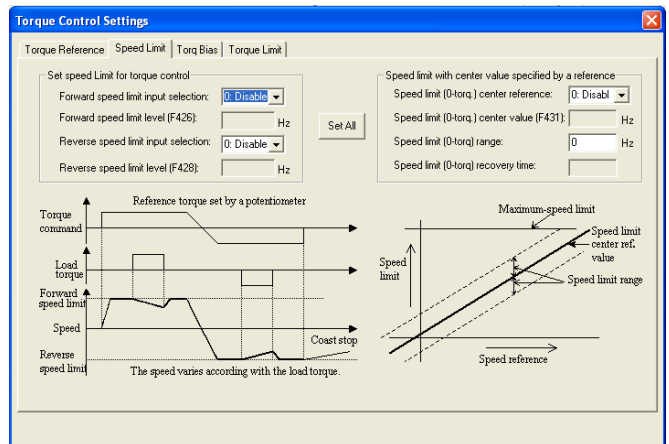 Torque Control Settings
Torque Reference
Speed Limit
Torq Bias
Torque Limit
Set speed Limit for torque control
Forward speed limit input selection:
0: Disable
Forward speed limit level (F426):
Hz
Reverse speed limit input selection:
0: Disable
Reverse speed limit level (F428):
Hz
Set All
Speed limit with center value specified by a reference
Speed limit (0-torq.) center reference:
0: Disabl
Speed limit (0-torq.) center value (F431):
Hz
Speed limit (0-torq) range:
0
Hz
Speed limit (0-torq) recovery time:
Reference torque set by a potentiometer
Torque
command
Load
torque
Forward
speed limit
Speed
Reverse
speed limit
Coast stop
The speed varies according with the load torque.
Maximum-speed limit
Speed limit
center ref.
value
Speed
limit
Speed limit range
Speed reference